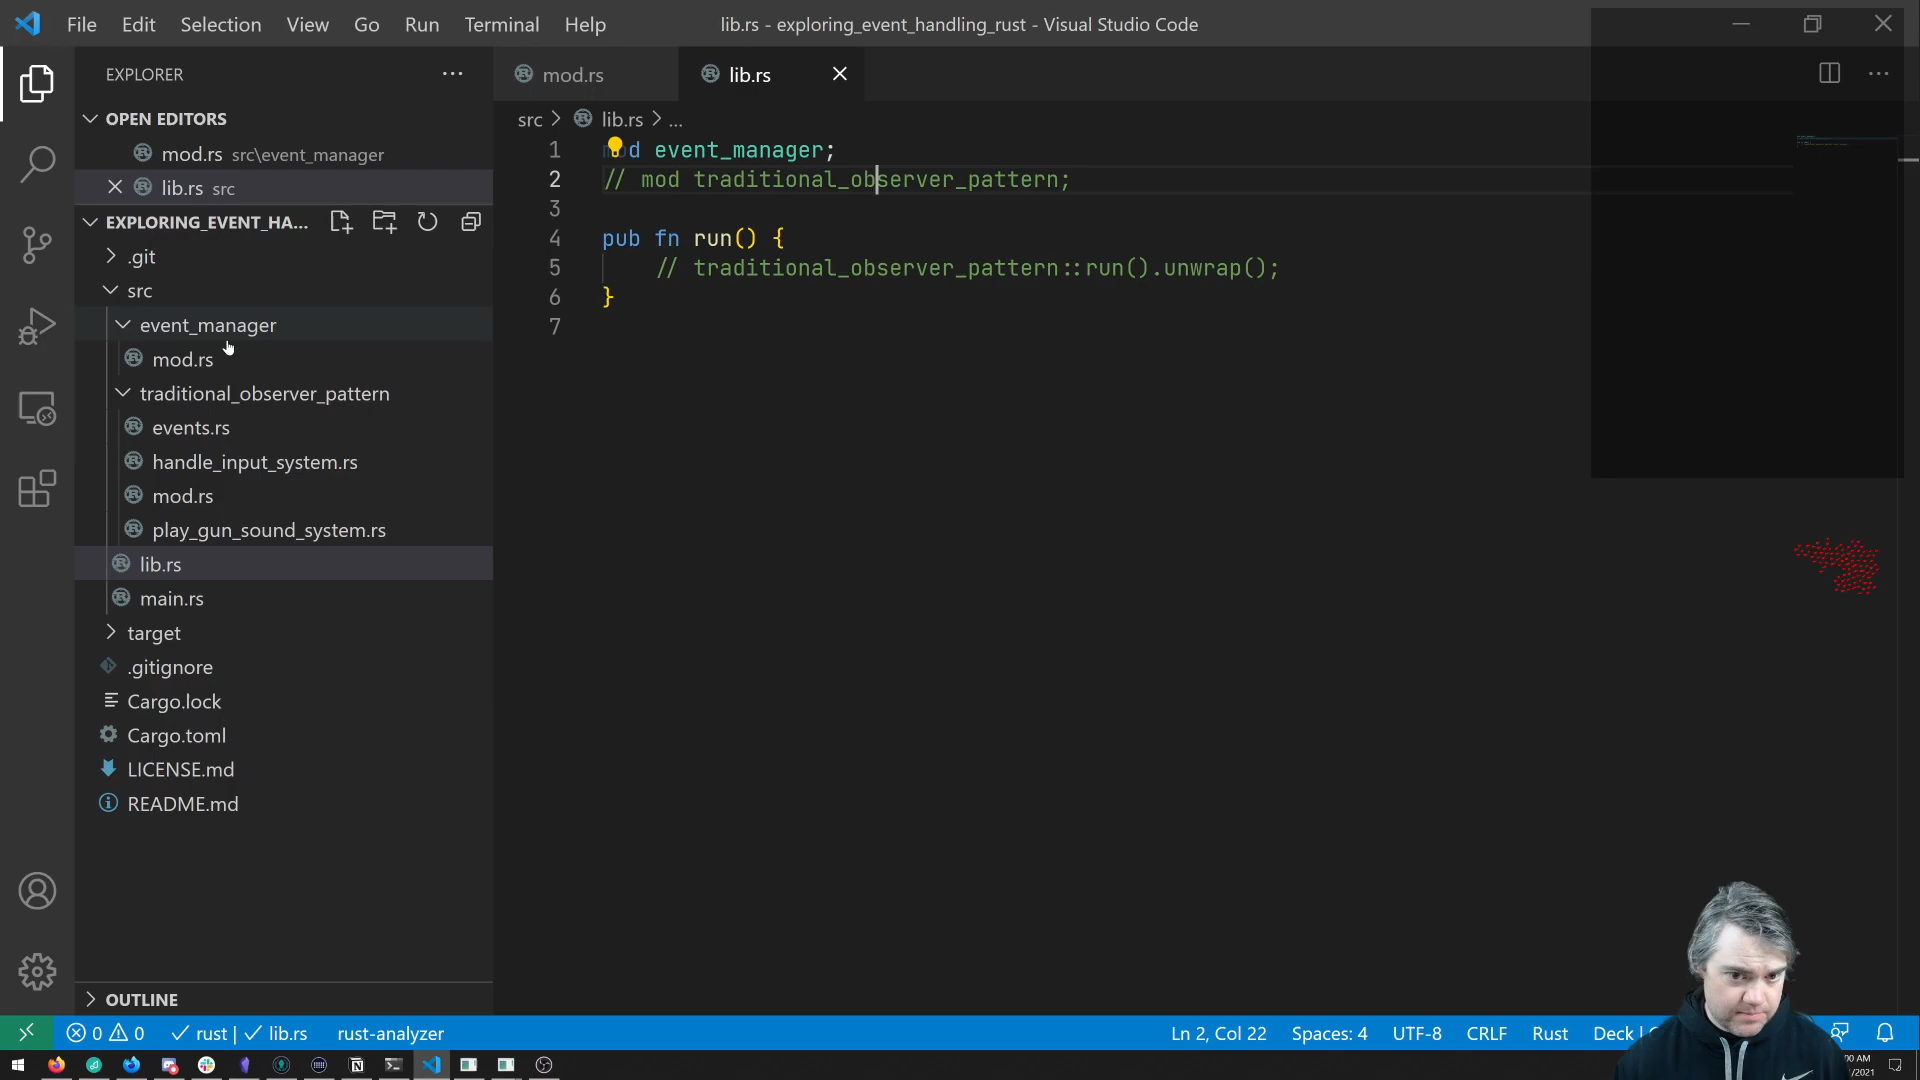 File Edit Selection View Go Run Terminal Help
lib.rs - exploring_event_handling_rust - Visual Studio Code
EXPLORER
mod.rs
lib.rs
OPEN EDITORS
mod.rs src\event_manager
lib.rs src
EXPLORING_EVENT_HA...
.git
src
event_manager
mod.rs
traditional_observer_pattern
events.rs
handle_input_system.rs
mod.rs
play_gun_sound_system.rs
lib.rs
main.rs
target
.gitignore
Cargo.lock
Cargo.toml
LICENSE.md
README.md
OUTLINE
src > lib.rs > ...
1 mod event_manager;
2 // mod traditional_observer_pattern;
3
4 pub fn run() {
5 // traditional_observer_pattern::run().unwrap();
6 }
7
0 0 rust | lib.rs rust-analyzer
Ln 2, Col 22 Spaces: 4 UTF-8 CRLF Rust Deck